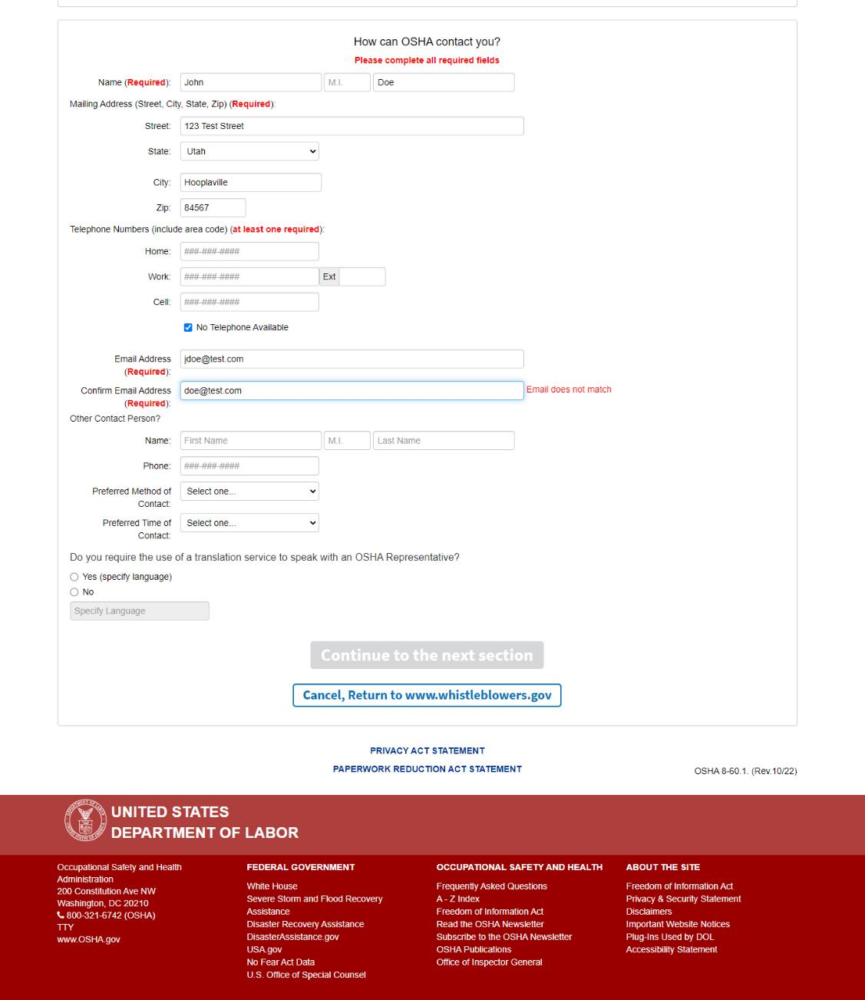 How can OSHA contact you?
Please complete all required fields
Name (Required): John M.I. Doe
Mailing Address (Street, City, State, Zip) (Required):
Street: 123 Test Street
State: Utah
City: Hooplaville
Zip: 84567
Telephone Numbers (include area code) (at least one required):
Home: ###-###-####
Work: ###-###-#### Ext
Cell: ###-###-####
No Telephone Available
Email Address
(Required): jdoe@test.com
Confirm Email Address
(Required): doe@test.com Email does not match
Other Contact Person?
Name: First Name M.I. Last Name
Phone: ###-###-####
Preferred Method of
Contact: Select one...
Preferred Time of
Contact: Select one...
Do you require the use of a translation service to speak with an OSHA Representative?
Yes (specify language)
No
Specify Language
Continue to the next section
Cancel, Return to www.whistleblowers.gov
PRIVACY ACT STATEMENT
PAPERWORK REDUCTION ACT STATEMENT
OSHA 8-60.1. (Rev.10/22)
UNITED STATES
DEPARTMENT OF LABOR
Occupational Safety and Health
Administration
200 Constitution Ave NW
Washington, DC 20210
800-321-6742 (OSHA)
TTY
www.OSHA.gov
FEDERAL GOVERNMENT
White House
Severe Storm and Flood Recovery
Assistance
Disaster Recovery Assistance
DisasterAssistance.gov
USA.gov
No Fear Act Data
U.S. Office of Special Counsel
OCCUPATIONAL SAFETY AND HEALTH
Frequently Asked Questions
A - Z Index
Freedom of Information Act
Read the OSHA Newsletter
Subscribe to the OSHA Newsletter
OSHA Publications
Office of Inspector General
ABOUT THE SITE
Freedom of Information Act
Privacy & Security Statement
Disclaimers
Important Website Notices
Plug-Ins Used by DOL
Accessibility Statement